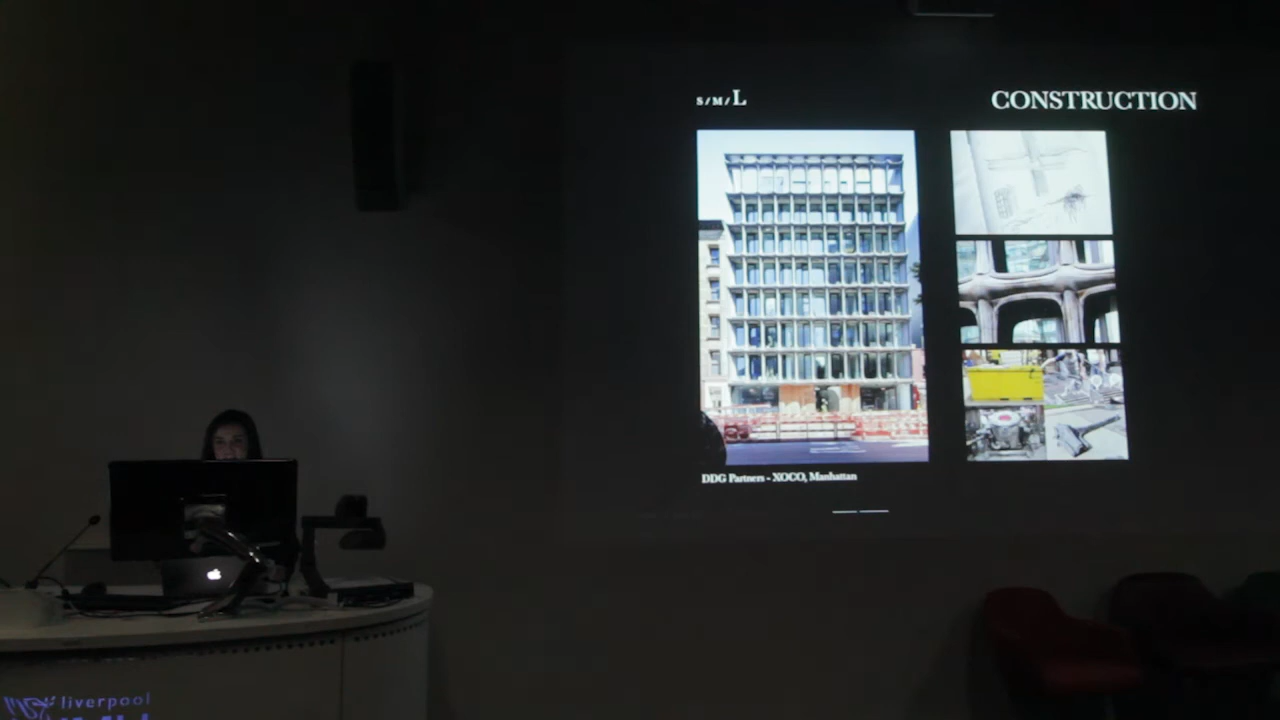 S/M/L
CONSTRUCTION
DDG Partners - XOCO, Manhattan
liverpool